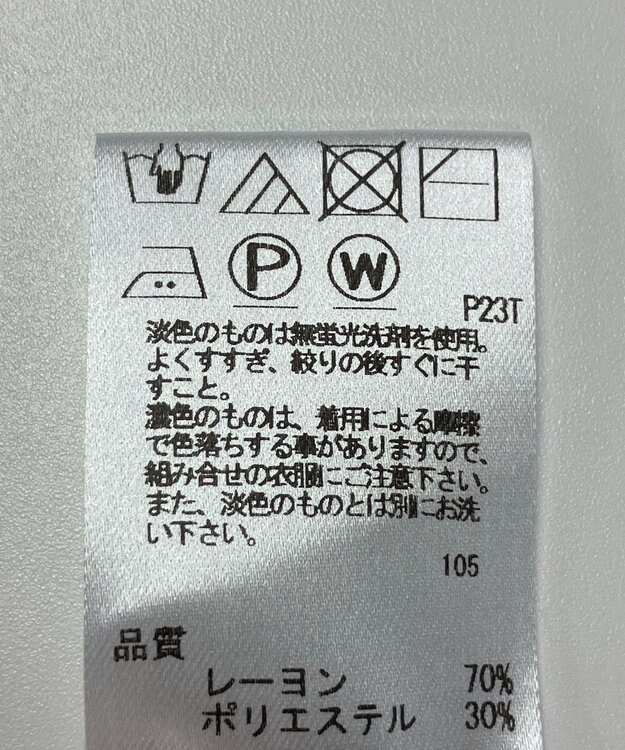 P W
P23T
淡色のものは無蛍光洗剤を使用。
よくすすぎ、絞りの後すぐに干
すこと。
濃色のものは、着用による摩擦
で色落ちする事がありますので、
組み合せの衣服にご注意下さい。
また、淡色のものとは別にお洗
い下さい。
105
品質
レーヨン 70%
ポリエステル 30%